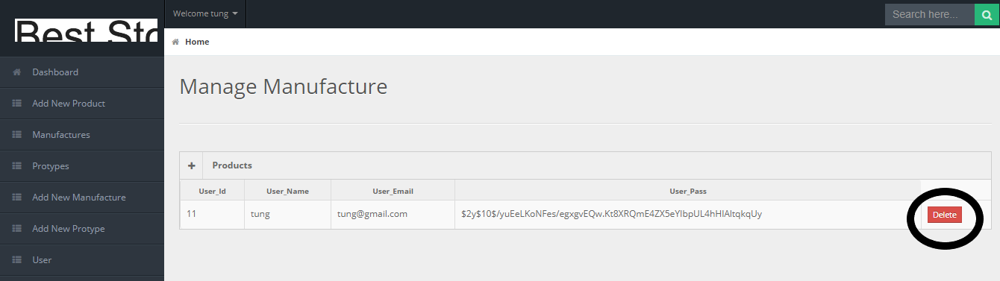 Best Sto
Welcome tung
Search here...
Home
Dashboard
Add New Product
Manufactures
Protypes
Add New Manufacture
Add New Protype
User
Manage Manufacture
Products
User_Id User_Name User_Email User_Pass
11 tung tung@gmail.com $2y$10$/yuEeLKoNFes/egxgvEQw.Kt8XRQmE4ZX5eYIbpUL4hHlAltqkqUy Delete